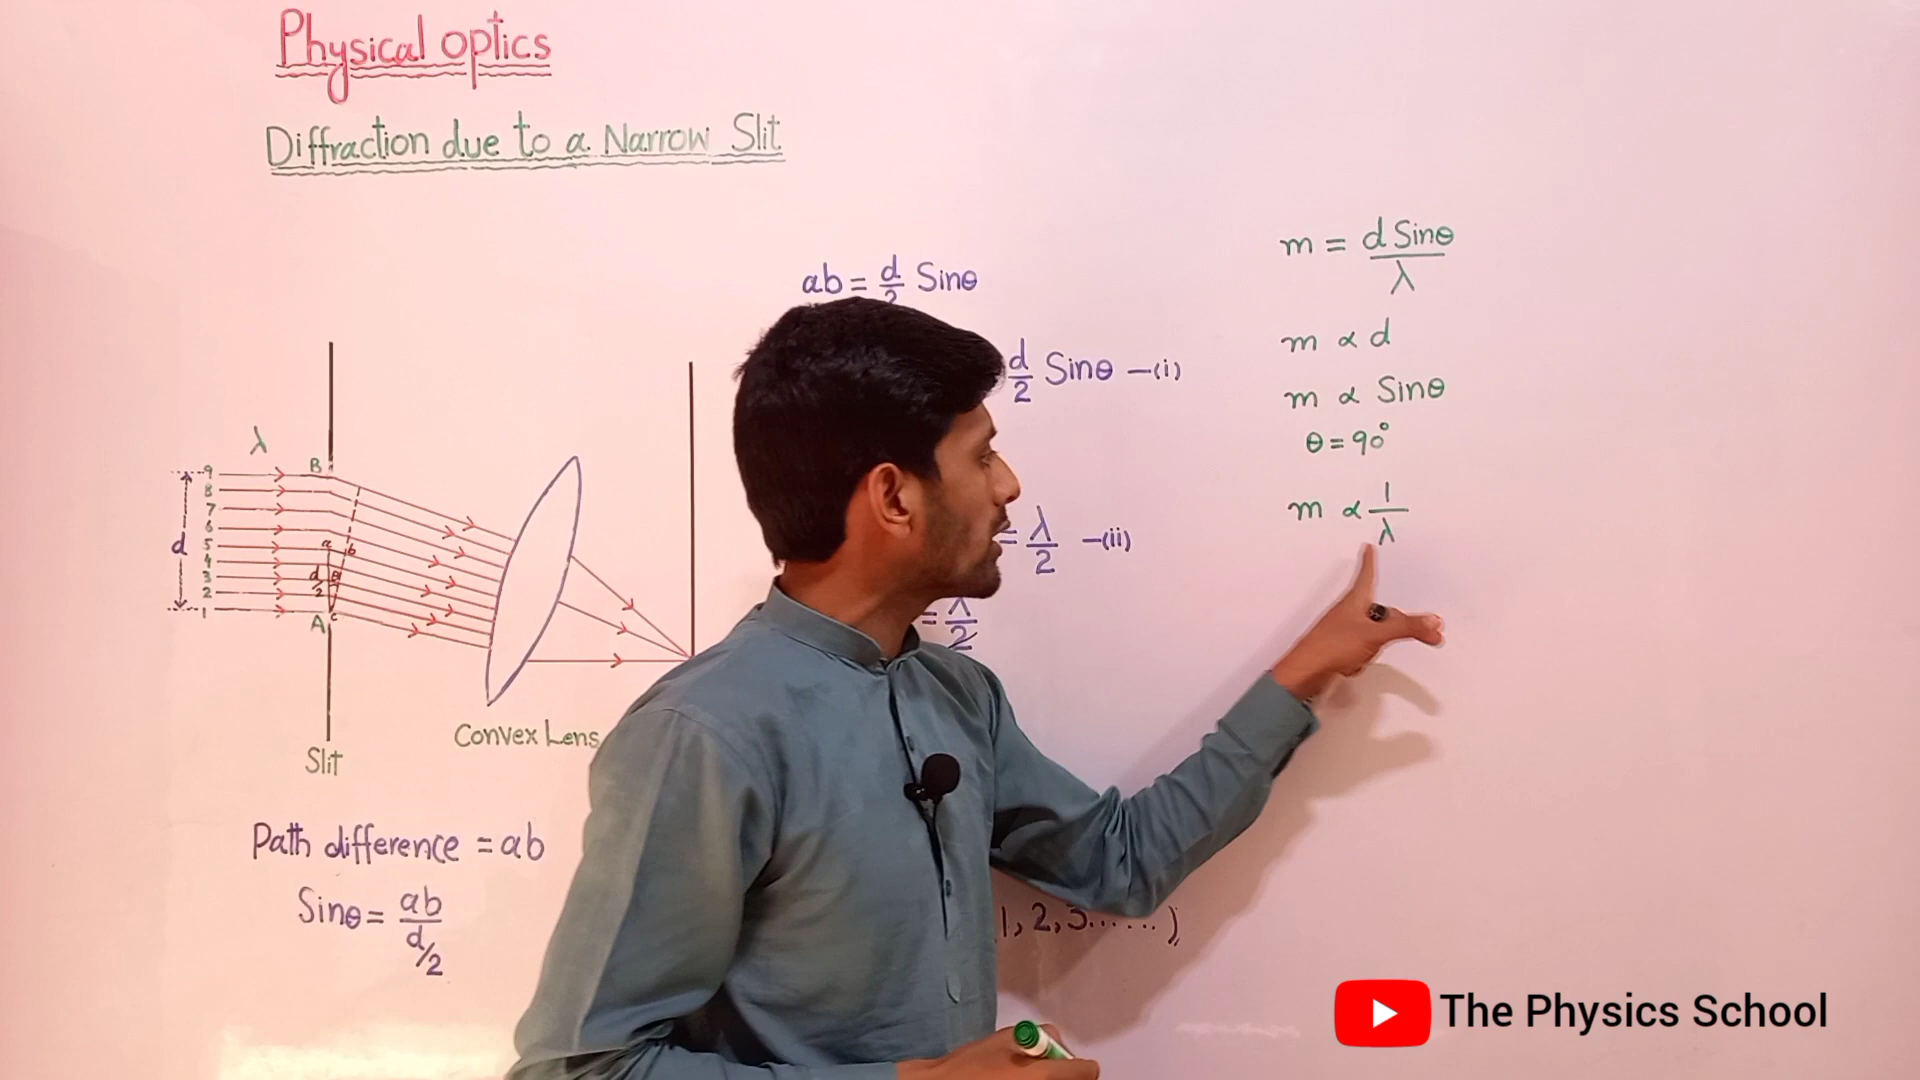 Physical optics
Diffraction due to a Narrow Slit
λ
B
9
8
7
6
5
4
3
2
1
d
a
b
d/2
θ
c
A
Slit
Convex Lens
Path difference = ab
Sinθ = ab / d/2
ab = d/2 Sinθ
d/2 Sinθ –(i)
= λ/2 –(ii)
= λ/2
1, 2, 3......)
m = d Sinθ / λ
m ∝ d
m ∝ Sinθ
θ = 90°
m ∝ 1/λ
The Physics School